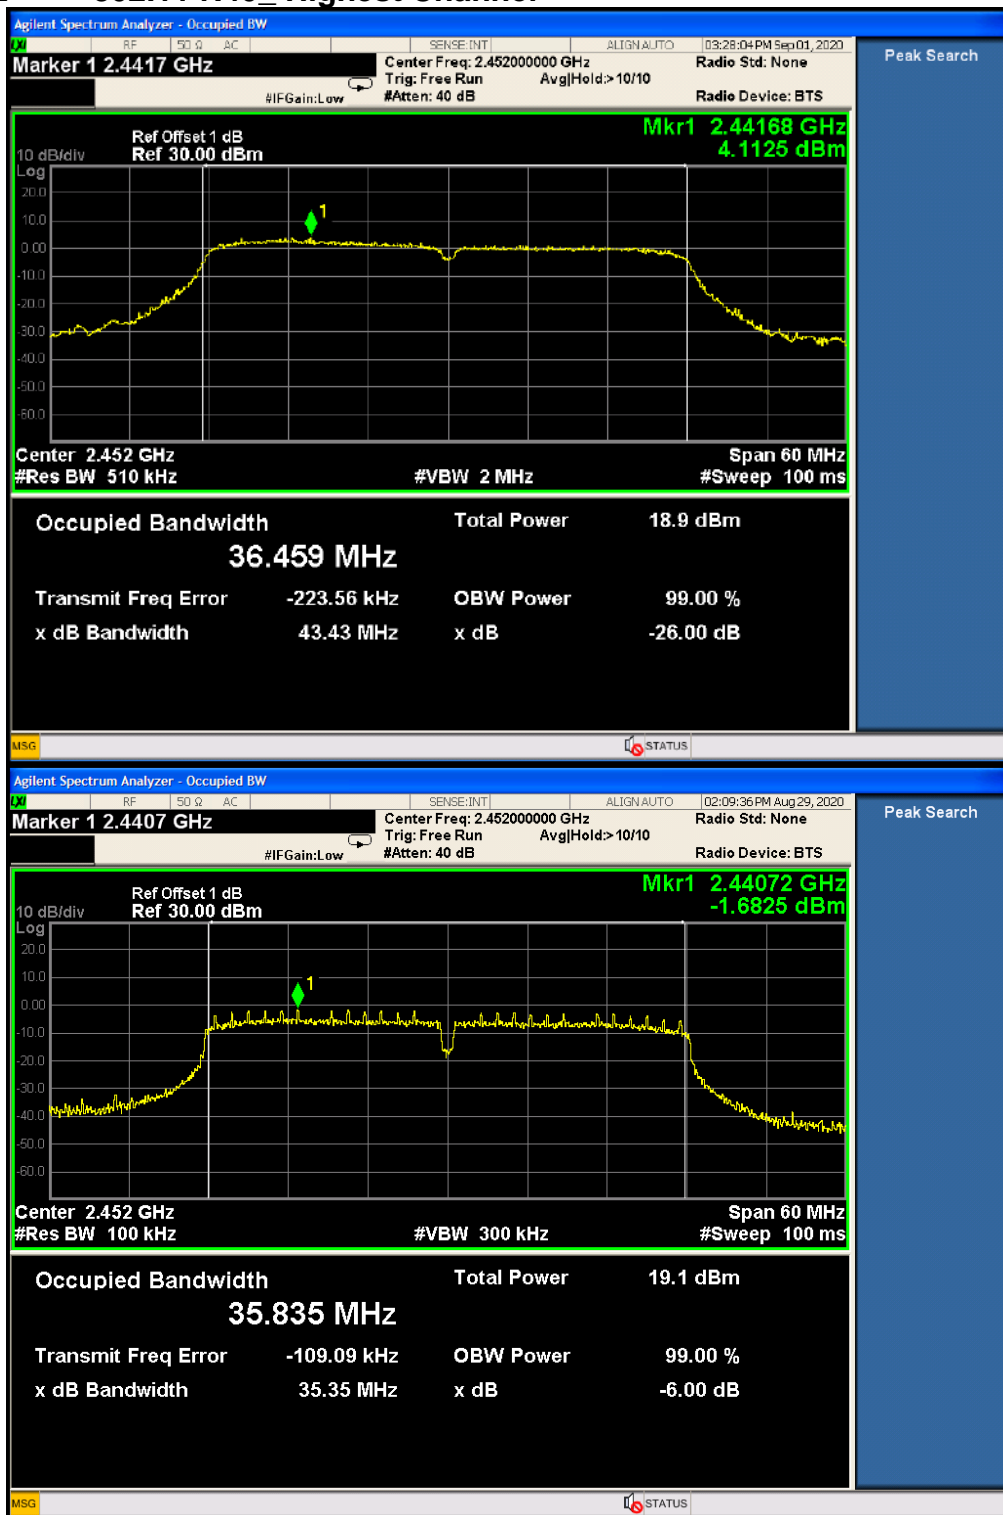 Highest Channel
Agilent Spectrum Analyzer - Occupied BW
LXI RF 50 Ω AC SENSE:INT ALIGN AUTO 03:28:04 PM Sep 01, 2020
Marker 1 2.4417 GHz
Center Freq: 2.452000000 GHz
Radio Std: None
Peak Search
Trig: Free Run Avg|Hold:> 10/10
#IFGain:Low #Atten: 40 dB Radio Device: BTS
Mkr1 2.44168 GHz
4.1125 dBm
Ref Offset 1 dB
10 dB/div Ref 30.00 dBm
Log
20.0
10.0
1
0.00
-10.0
-20.0
-30.0
-40.0
-50.0
-60.0
Center 2.452 GHz Span 60 MHz
#Res BW 510 kHz #VBW 2 MHz #Sweep 100 ms
Occupied Bandwidth Total Power 18.9 dBm
36.459 MHz
Transmit Freq Error -223.56 kHz OBW Power 99.00 %
x dB Bandwidth 43.43 MHz x dB -26.00 dB
MSG STATUS
Agilent Spectrum Analyzer - Occupied BW
LXI RF 50 Ω AC SENSE:INT ALIGN AUTO 02:09:36 PM Aug 29, 2020
Marker 1 2.4407 GHz
Center Freq: 2.452000000 GHz
Radio Std: None
Peak Search
Trig: Free Run Avg|Hold:> 10/10
#IFGain:Low #Atten: 40 dB Radio Device: BTS
Mkr1 2.44072 GHz
-1.6825 dBm
Ref Offset 1 dB
10 dB/div Ref 30.00 dBm
Log
20.0
10.0
1
0.00
-10.0
-20.0
-30.0
-40.0
-50.0
-60.0
Center 2.452 GHz Span 60 MHz
#Res BW 100 kHz #VBW 300 kHz #Sweep 100 ms
Occupied Bandwidth Total Power 19.1 dBm
35.835 MHz
Transmit Freq Error -109.09 kHz OBW Power 99.00 %
x dB Bandwidth 35.35 MHz x dB -6.00 dB
MSG STATUS